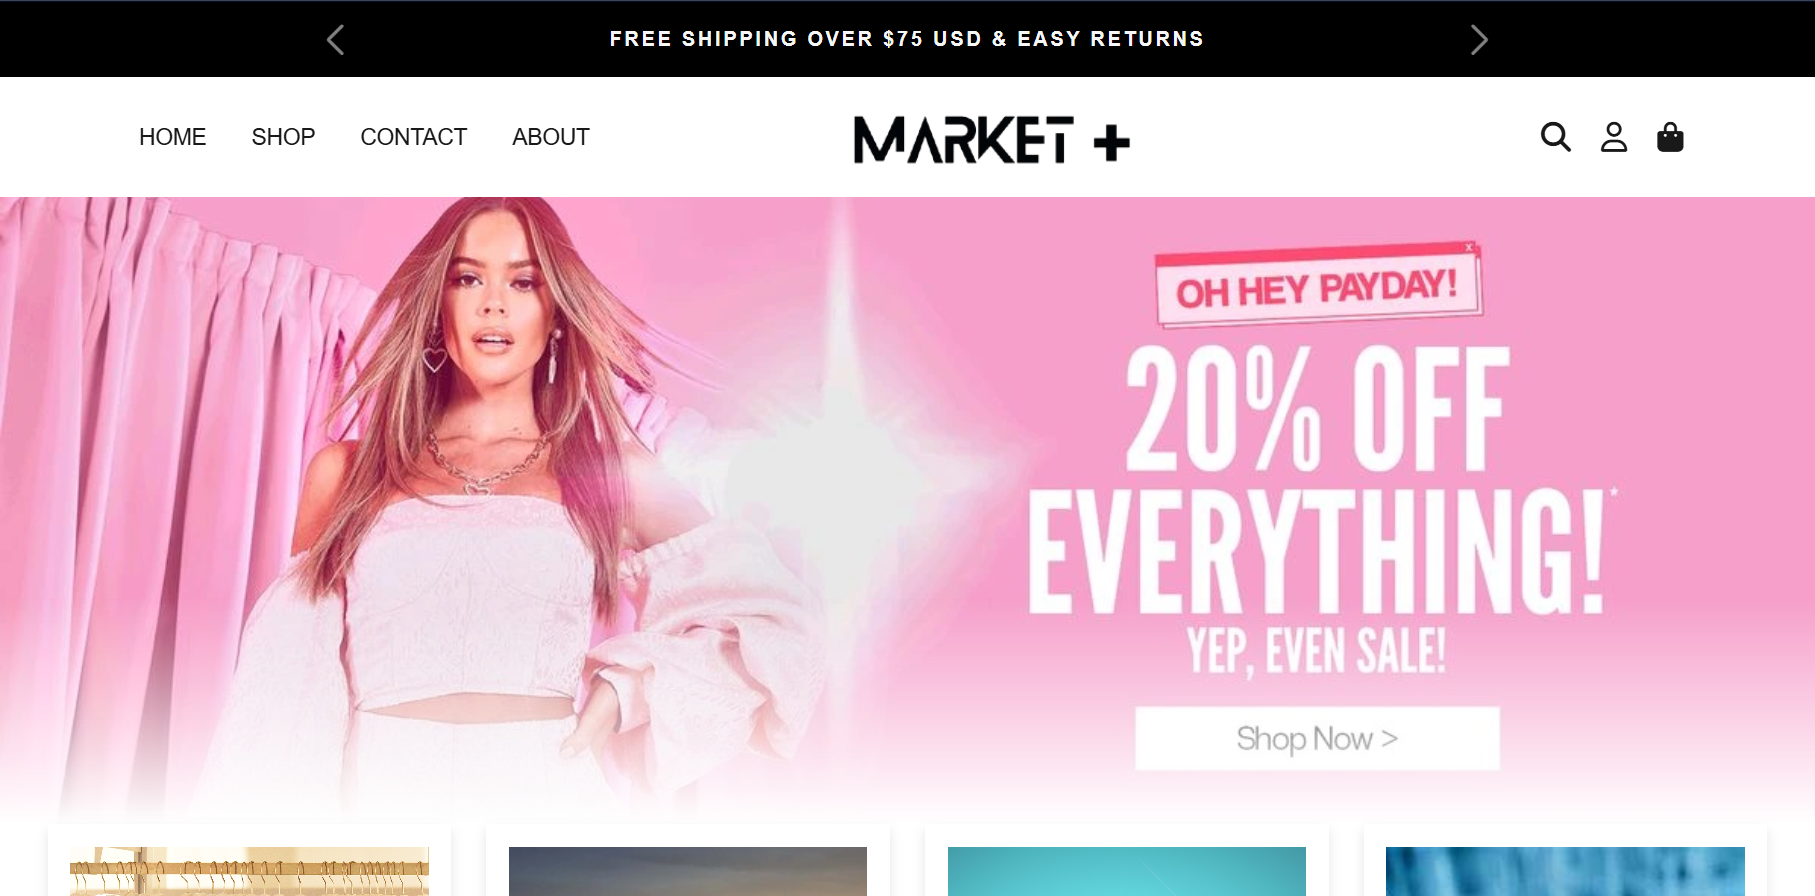 FREE SHIPPING OVER $75 USD & EASY RETURNS
HOME SHOP CONTACT ABOUT
MARKET +
x
OH HEY PAYDAY!
20% OFF
EVERYTHING!*
YEP, EVEN SALE!
Shop Now >